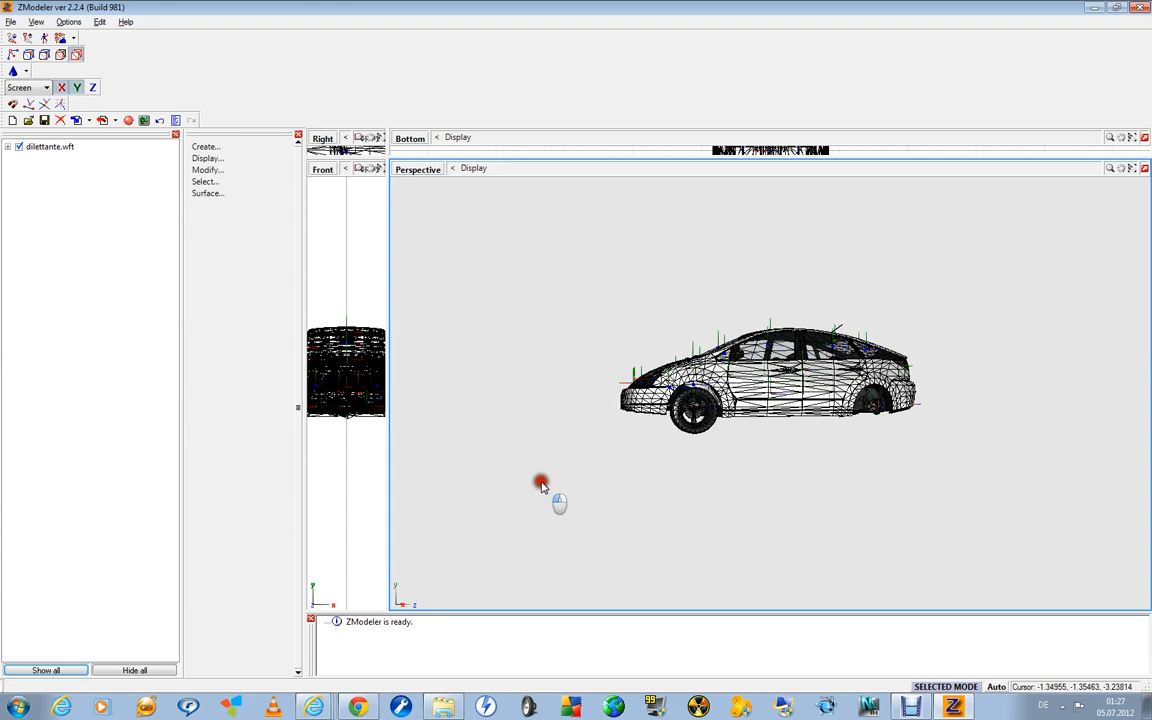 ZModeler ver 2.2.4 (Build 981)
File View Options Edit Help
Screen X Y Z
dilettante.wft
Create...
Display...
Modify...
Select...
Surface...
Right <
Bottom < Display
Front <
Perspective < Display
y
z x
y
x z
ZModeler is ready.
Show all Hide all
SELECTED MODE Auto Cursor: -1.34955, -1.35463, -3.23814
99
DE
01:27
05.07.2012